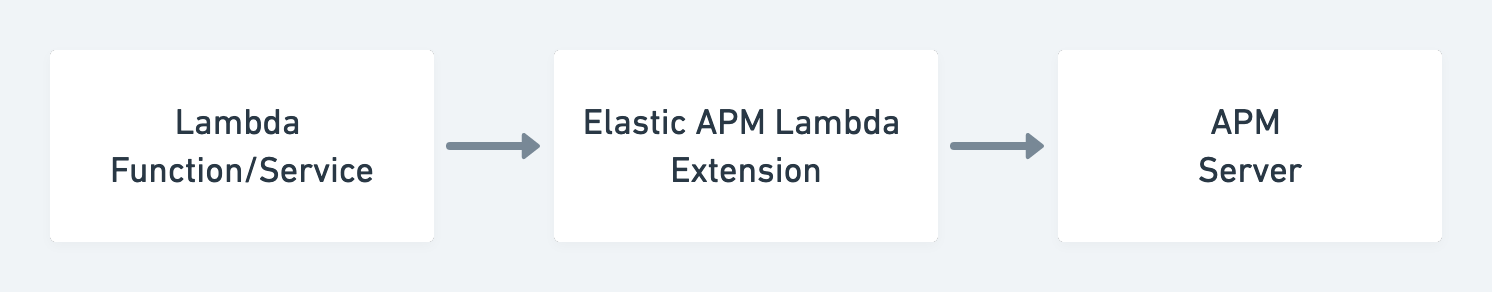 Lambda
Function/Service
Elastic APM Lambda
Extension
APM
Server